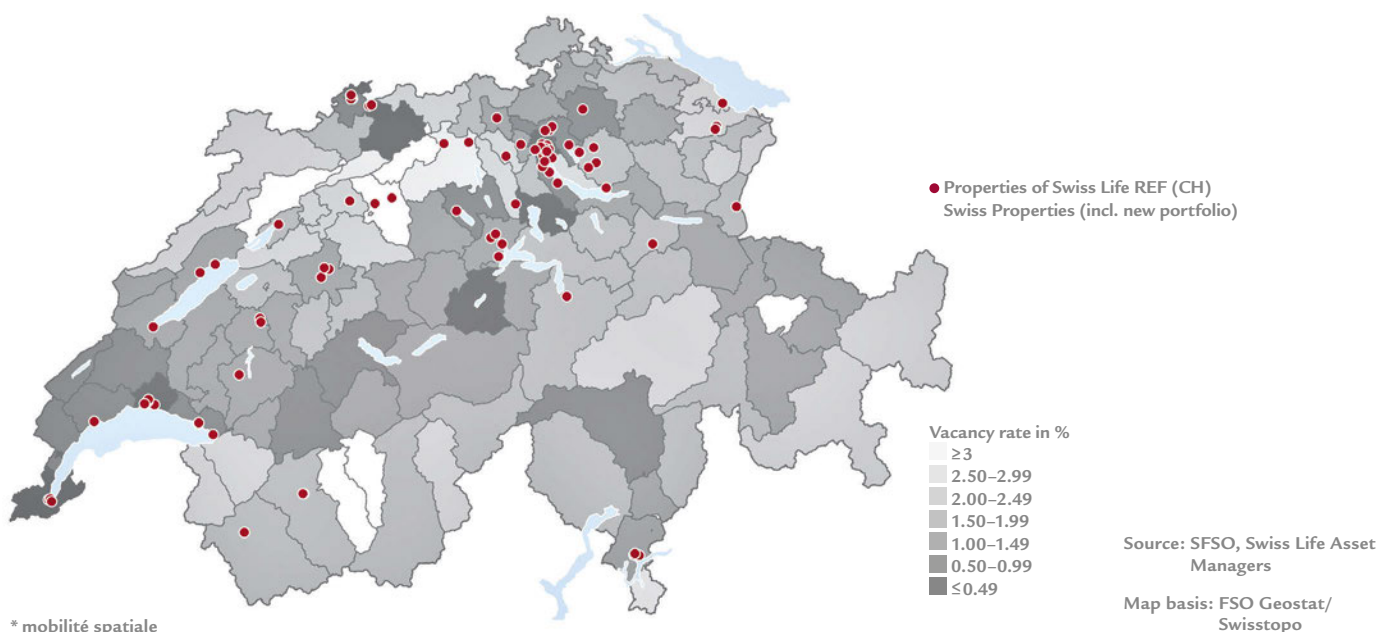 Properties of Swiss Life REF (CH)
Swiss Properties (incl. new portfolio)
Vacancy rate in %
≥3
2.50–2.99
2.00–2.49
1.50–1.99
1.00–1.49
0.50–0.99
≤0.49
Source: SFSO, Swiss Life Asset
Managers
Map basis: FSO Geostat/
Swisstopo
* mobilité spatiale